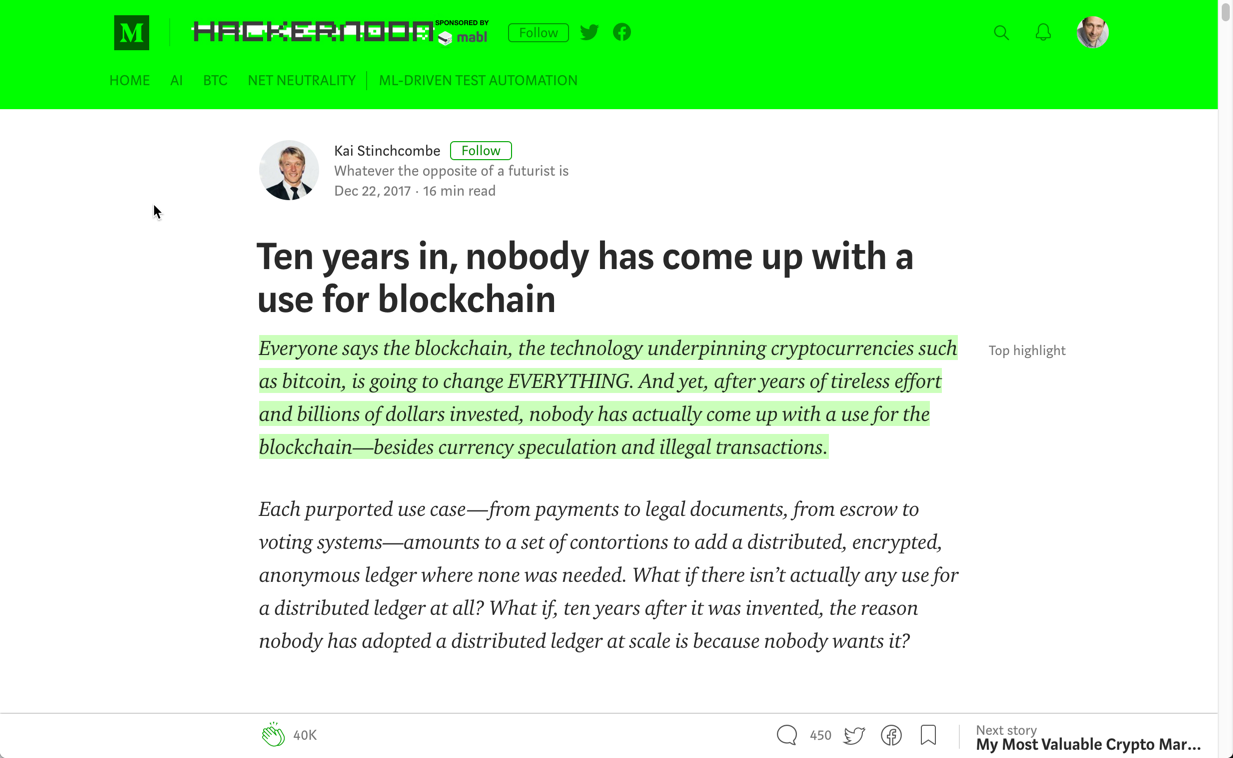 M HACKERNOON SPONSORED BY mabl Follow
HOME AI BTC NET NEUTRALITY ML-DRIVEN TEST AUTOMATION
Kai Stinchcombe Follow
Whatever the opposite of a futurist is
Dec 22, 2017 · 16 min read
Ten years in, nobody has come up with a
use for blockchain
Everyone says the blockchain, the technology underpinning cryptocurrencies such
Top highlight
as bitcoin, is going to change EVERYTHING. And yet, after years of tireless effort
and billions of dollars invested, nobody has actually come up with a use for the
blockchain—besides currency speculation and illegal transactions.
Each purported use case—from payments to legal documents, from escrow to
voting systems—amounts to a set of contortions to add a distributed, encrypted,
anonymous ledger where none was needed. What if there isn’t actually any use for
a distributed ledger at all? What if, ten years after it was invented, the reason
nobody has adopted a distributed ledger at scale is because nobody wants it?
40K 450
Next story
My Most Valuable Crypto Mar...